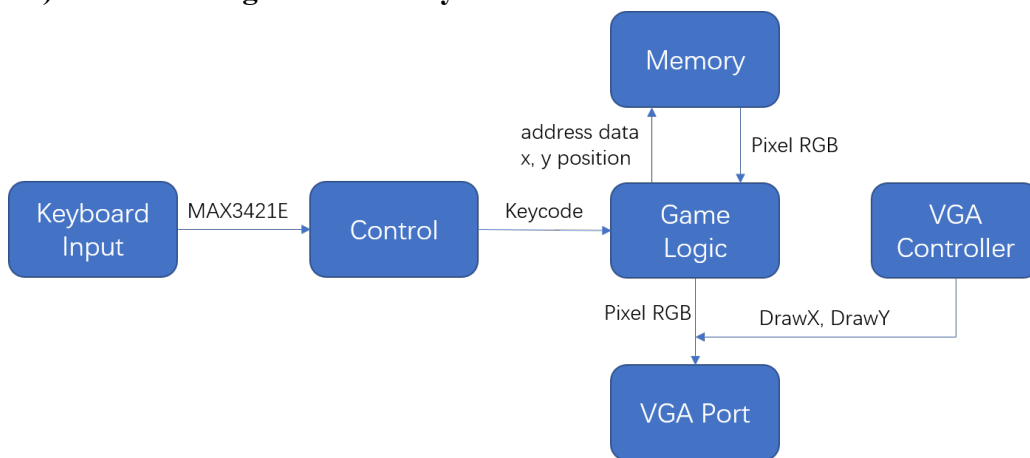 Memory
address data
x, y position
Pixel RGB
Keyboard
Input
MAX3421E
Control
Keycode
Game
Logic
VGA
Controller
Pixel RGB
DrawX, DrawY
VGA Port